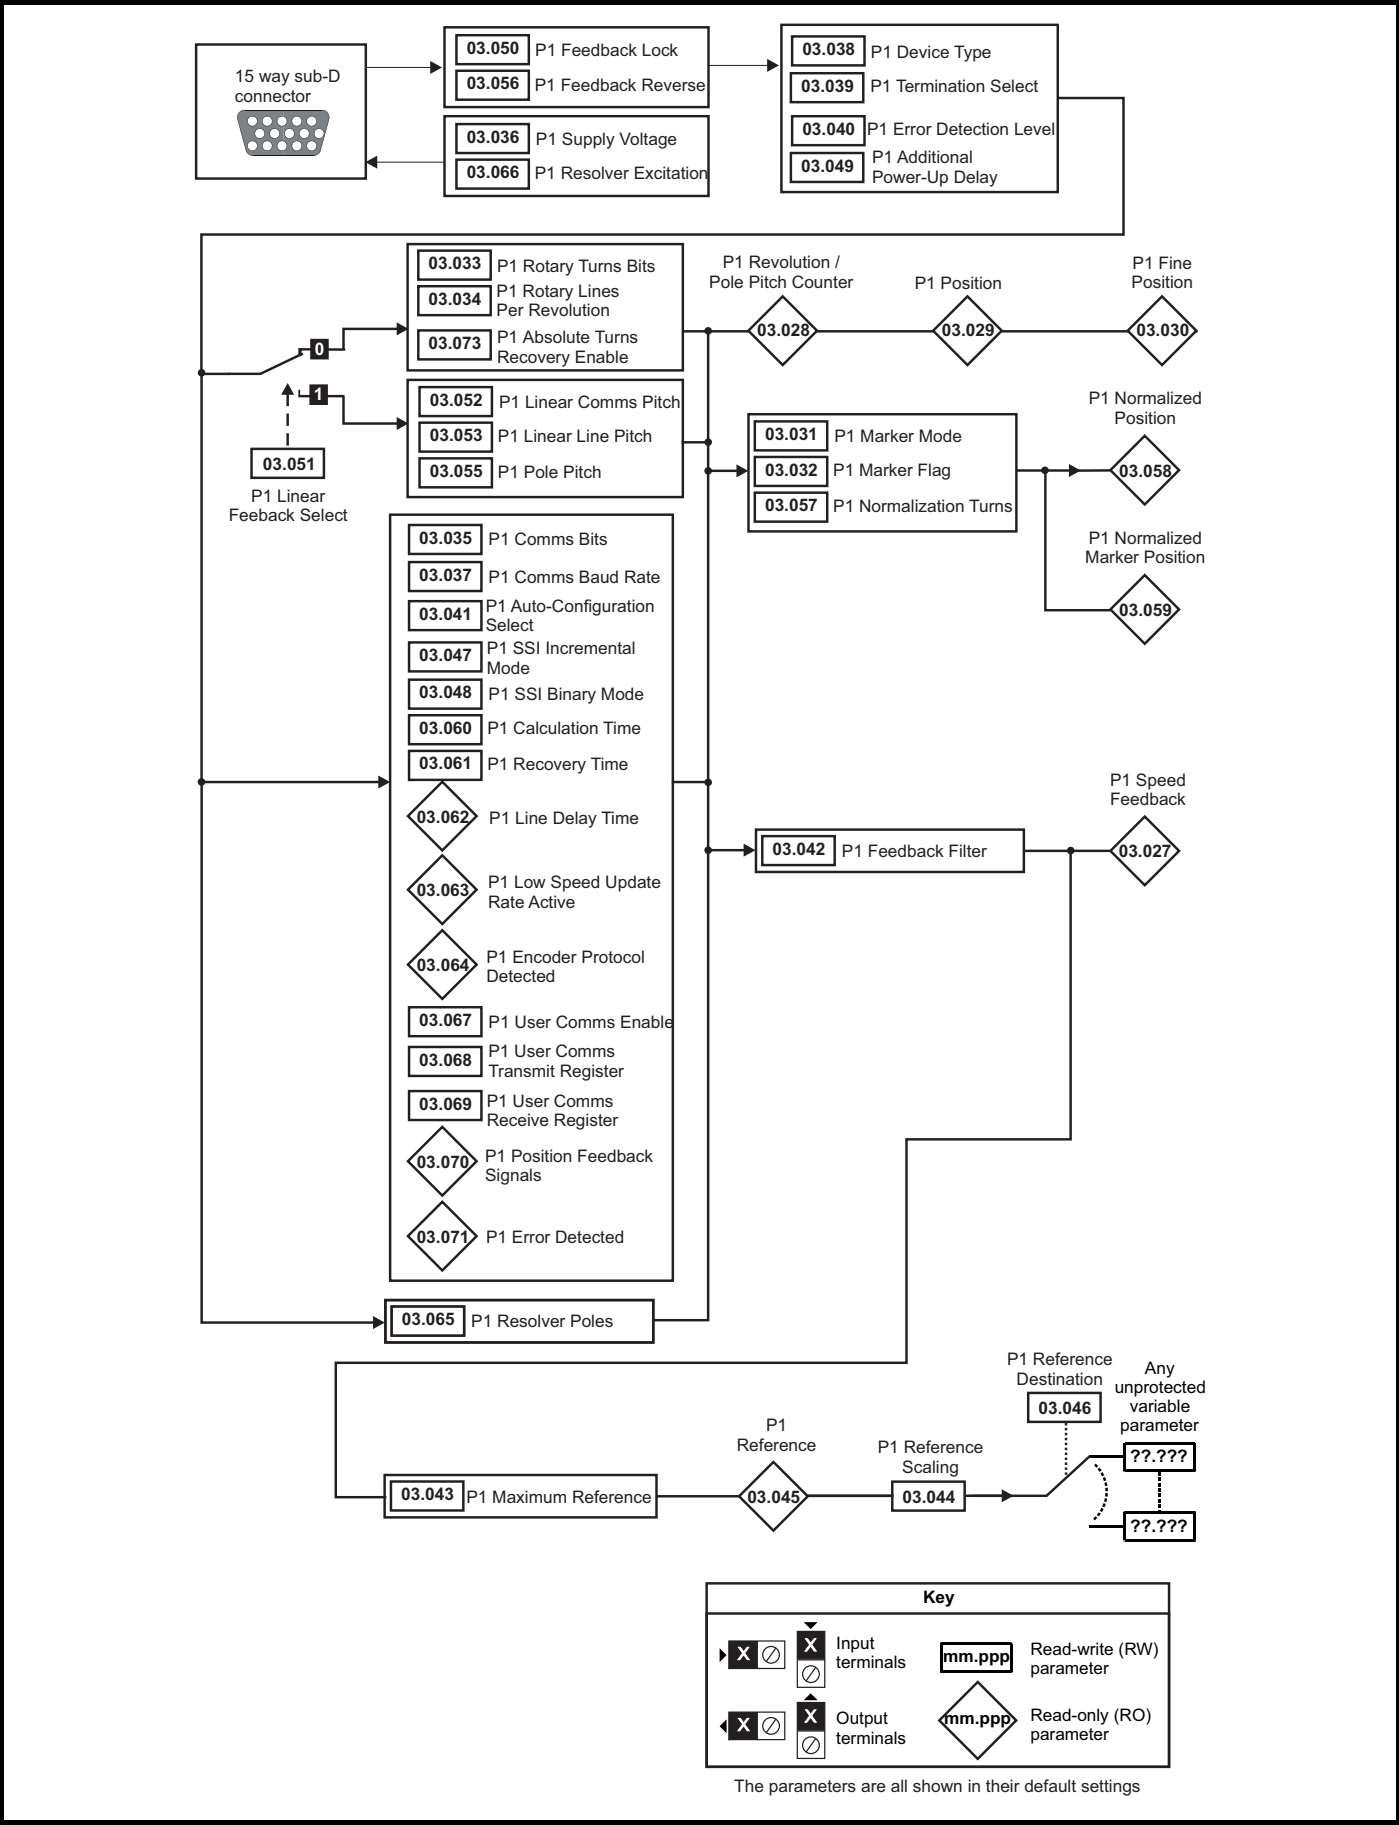 15 way sub-D
connector
03.050 P1 Feedback Lock
03.056 P1 Feedback Reverse
03.036 P1 Supply Voltage
03.066 P1 Resolver Excitation
03.038 P1 Device Type
03.039 P1 Termination Select
03.040 P1 Error Detection Level
03.049 P1 Additional
Power-Up Delay
03.033 P1 Rotary Turns Bits
03.034 P1 Rotary Lines
Per Revolution
03.073 P1 Absolute Turns
Recovery Enable
0
1
03.051
P1 Linear
Feeback Select
03.052 P1 Linear Comms Pitch
03.053 P1 Linear Line Pitch
03.055 P1 Pole Pitch
P1 Revolution /
Pole Pitch Counter
03.028
P1 Position
03.029
P1 Fine
Position
03.030
03.031 P1 Marker Mode
03.032 P1 Marker Flag
03.057 P1 Normalization Turns
P1 Normalized
Position
03.058
P1 Normalized
Marker Position
03.059
03.035 P1 Comms Bits
03.037 P1 Comms Baud Rate
03.041 P1 Auto-Configuration
Select
03.047 P1 SSI Incremental
Mode
03.048 P1 SSI Binary Mode
03.060 P1 Calculation Time
03.061 P1 Recovery Time
03.062 P1 Line Delay Time
03.063 P1 Low Speed Update
Rate Active
03.064 P1 Encoder Protocol
Detected
03.067 P1 User Comms Enable
03.068 P1 User Comms
Transmit Register
03.069 P1 User Comms
Receive Register
03.070 P1 Position Feedback
Signals
03.071 P1 Error Detected
03.042 P1 Feedback Filter
P1 Speed
Feedback
03.027
03.065 P1 Resolver Poles
03.043 P1 Maximum Reference
P1
Reference
03.045
P1 Reference
Scaling
03.044
P1 Reference
Destination
03.046
Any
unprotected
variable
parameter
??.???
??.???
Key
X X Input
terminals
mm.ppp Read-write (RW)
parameter
X X Output
terminals
mm.ppp Read-only (RO)
parameter
The parameters are all shown in their default settings